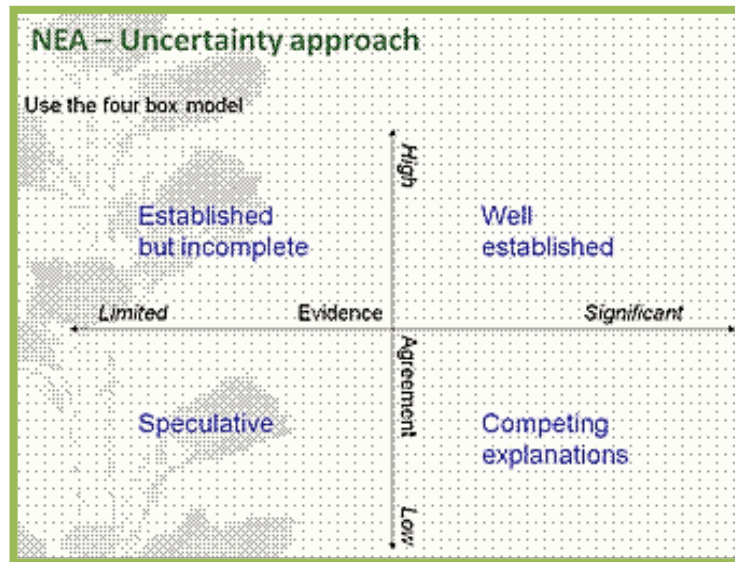 NEA – Uncertainty approach
Use the four box model
High
Established
but incomplete
Well
established
Limited
Evidence
Significant
Agreement
Speculative
Competing
explanations
Low